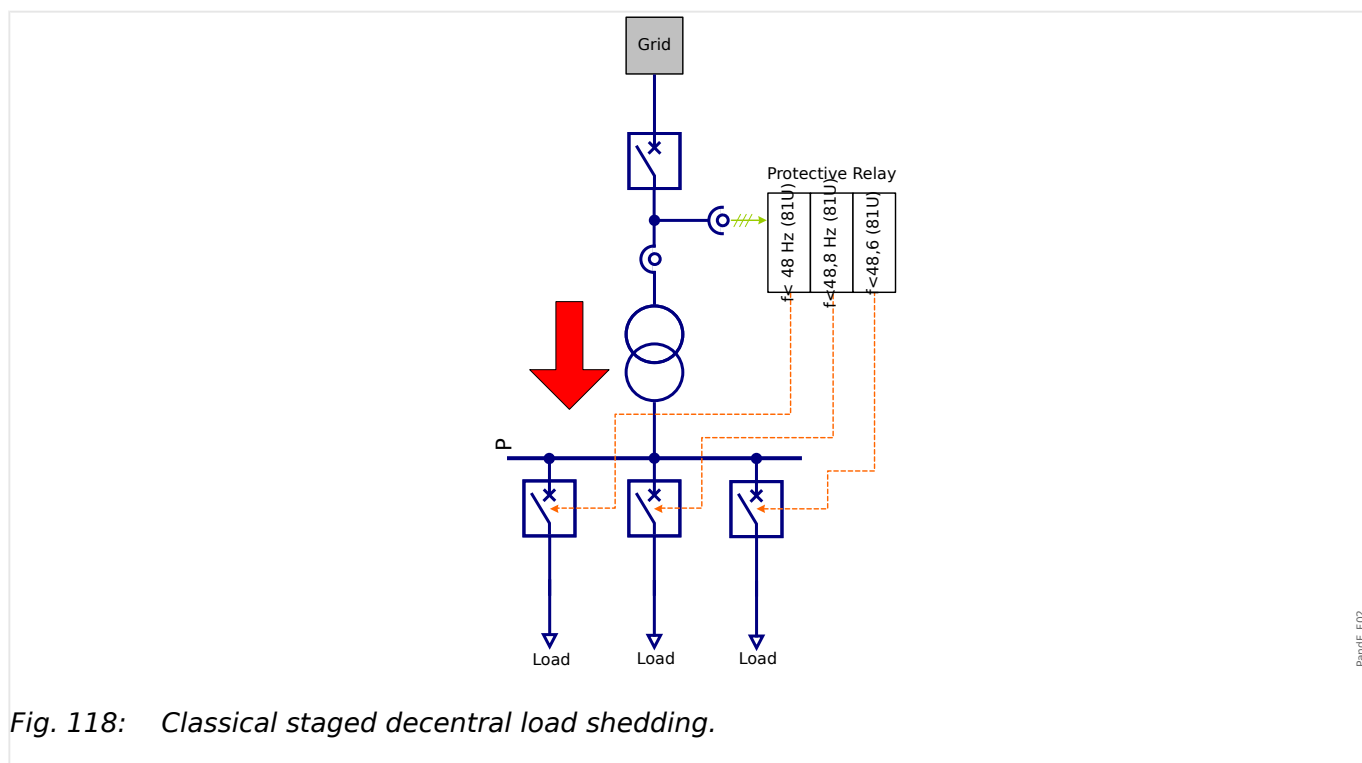 Grid
Protective Relay
f< 48 Hz (81U)
f<48,8 Hz (81U)
f<48,6 (81U)
P
Load
Load
Load
PandF_E02
Fig. 118: Classical staged decentral load shedding.